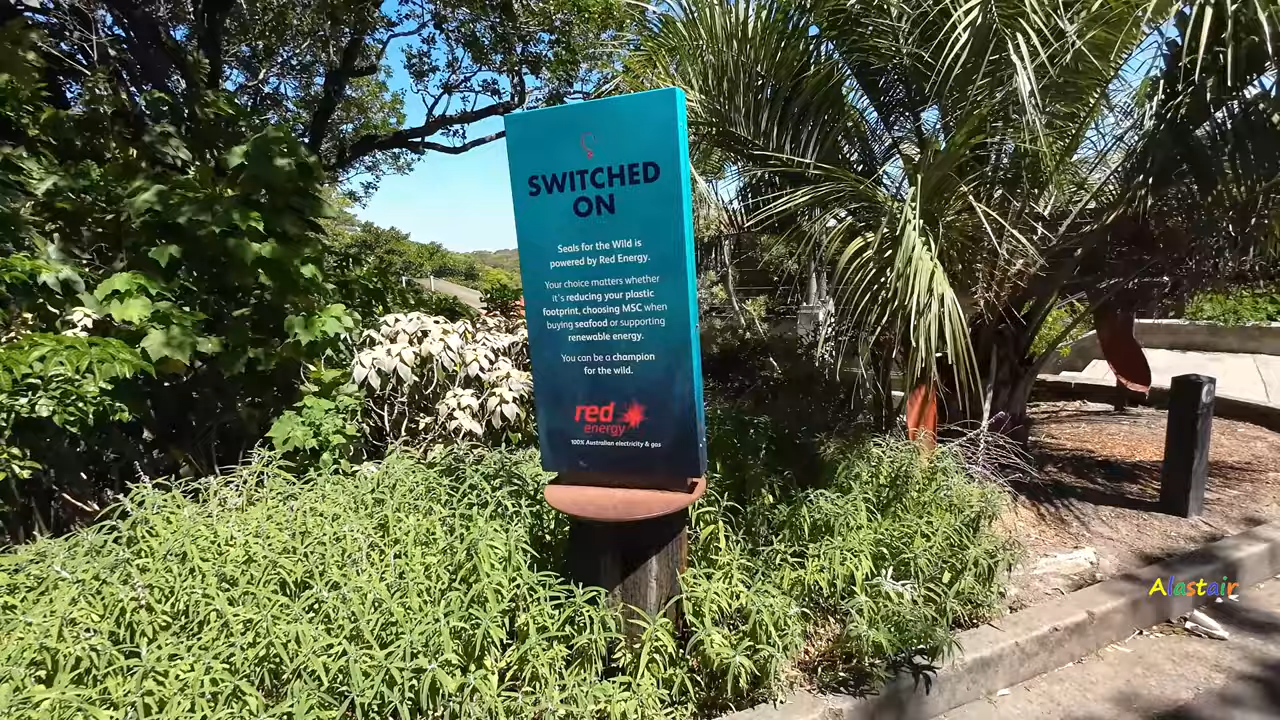 SWITCHED
ON
Seals for the Wild is
powered by Red Energy.
Your choice matters whether
it's reducing your plastic
footprint, choosing MSC when
buying seafood or supporting
renewable energy.
You can be a champion
for the wild.
red
energy
100% Australian electricity & gas
Alastair